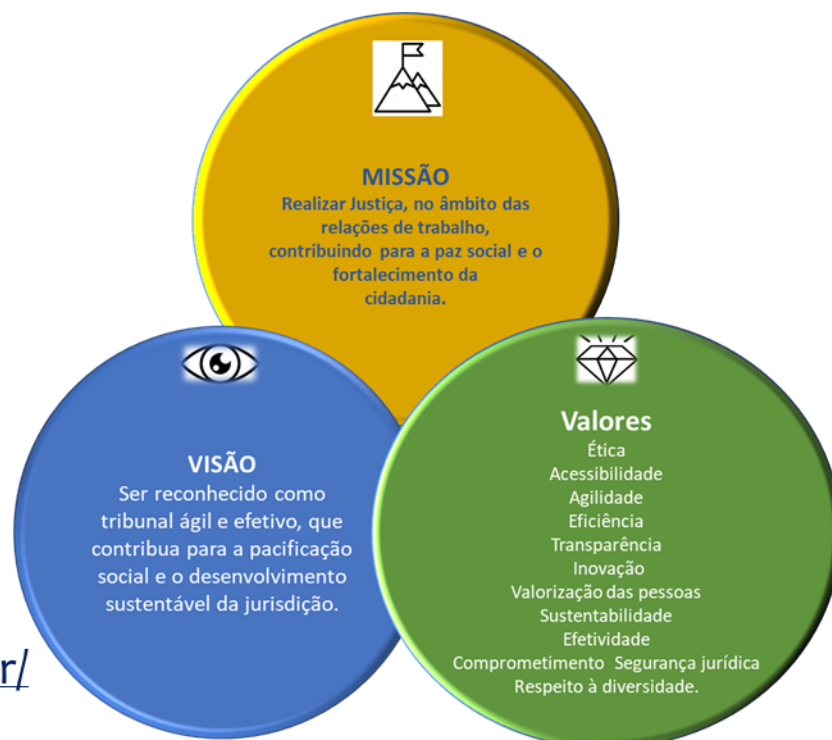 MISSÃO
Realizar Justiça, no âmbito das
relações de trabalho,
contribuindo para a paz social e o
fortalecimento da
cidadania.
VISÃO
Ser reconhecido como
tribunal ágil e efetivo, que
contribua para a pacificação
social e o desenvolvimento
sustentável da jurisdição.
Valores
Ética
Acessibilidade
Agilidade
Eficiência
Transparência
Inovação
Valorização das pessoas
Sustentabilidade
Efetividade
Comprometimento Segurança jurídica
Respeito à diversidade.
r/